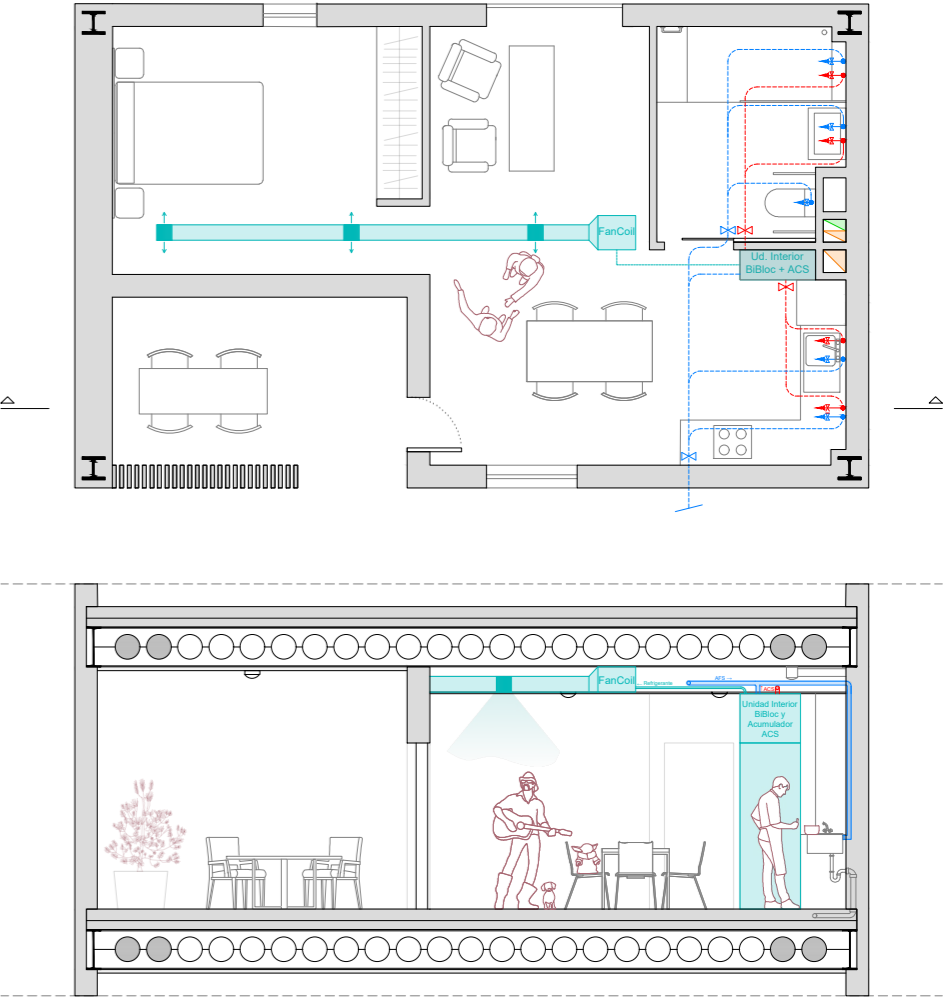 FanCoil
Ud. Interior
BiBloc + ACS
FanCoil
Refrigerante
AFS
ACS
Unidad Interior
BiBloc y
Acumulador
ACS